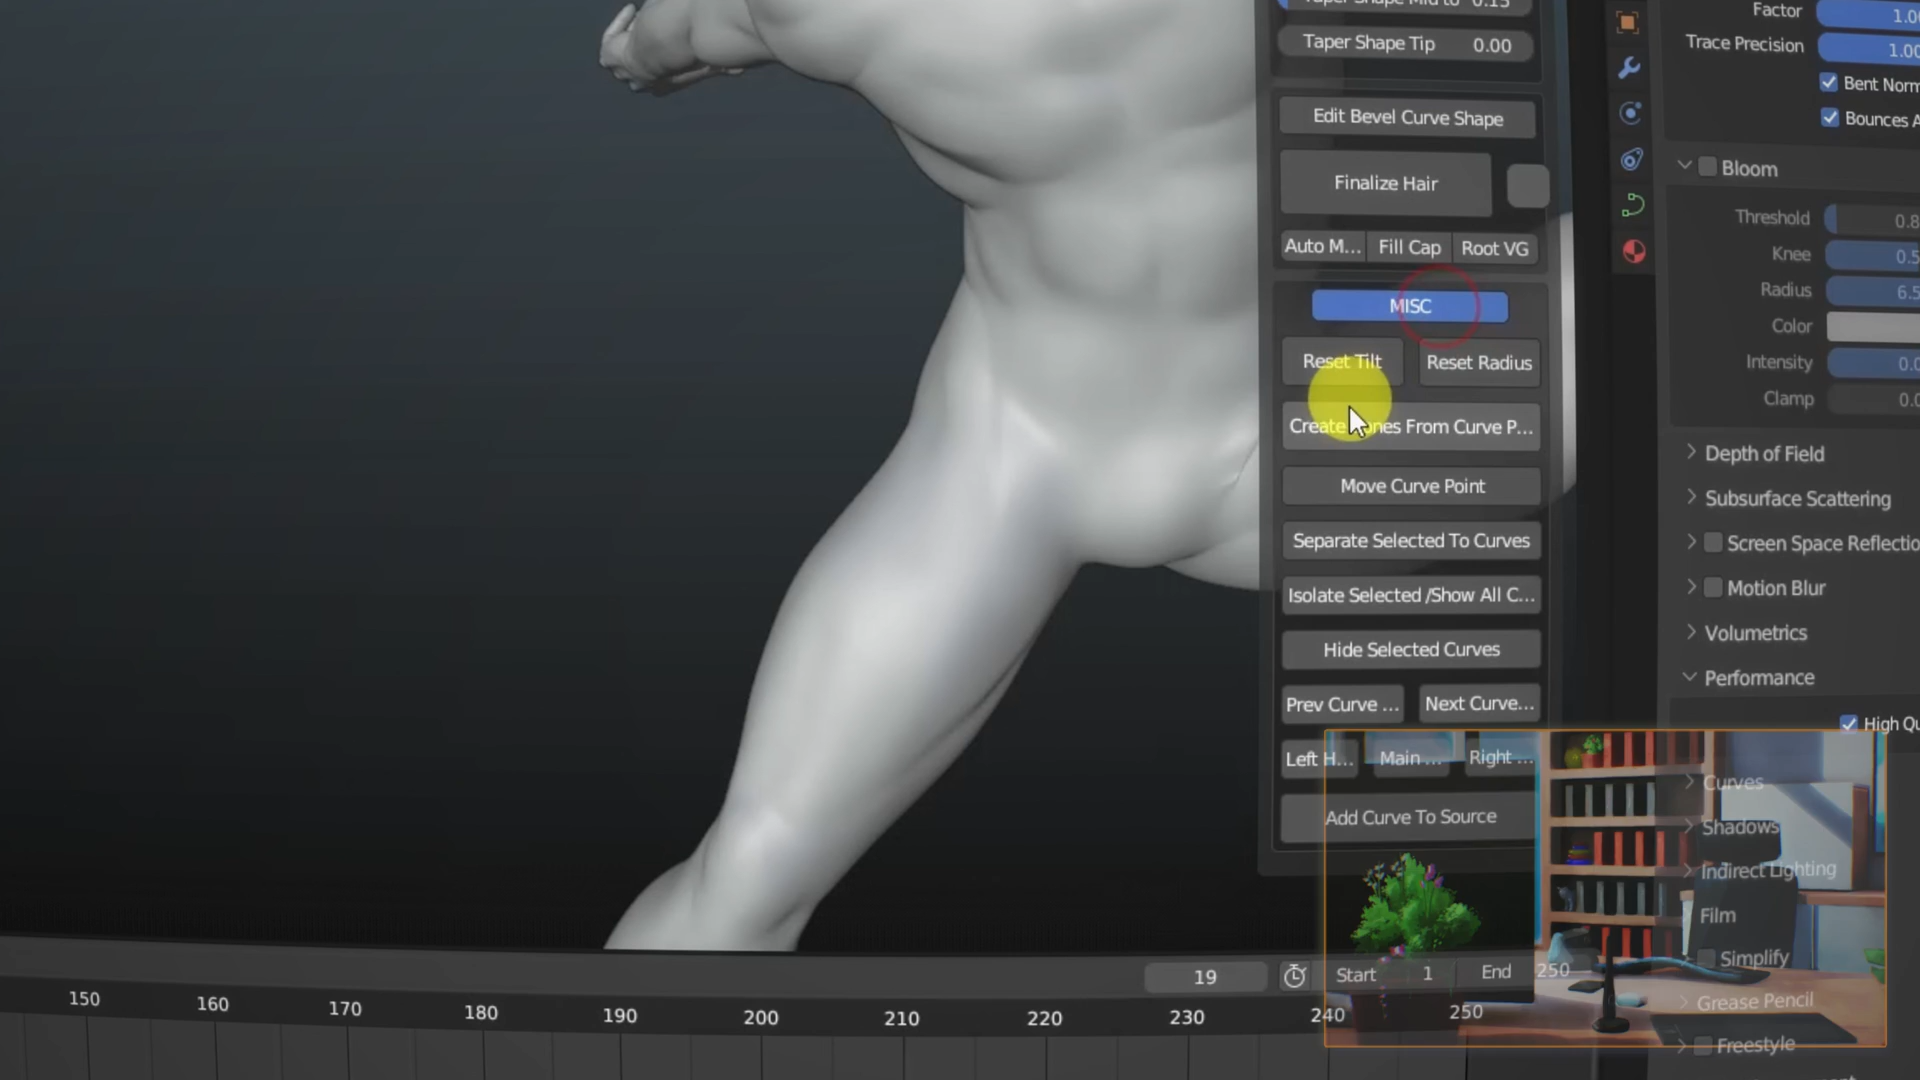 Taper Shape Mid to 0.15
Taper Shape Tip 0.00
Edit Bevel Curve Shape
Finalize Hair
Auto M... Fill Cap Root VG
MISC
Reset Tilt Reset Radius
Create From Curve P...
Move Curve Point
Separate Selected To Curves
Isolate Selected /Show All C...
Hide Selected Curves
Prev Curve ... Next Curve...
Left H... Main ... Right ...
Add Curve To Source
Factor 1.00
Trace Precision 1.00
Bent Norm
Bounces A
Bloom
Threshold 0.8
Knee 0.5
Radius 6.5
Color
Intensity 0.0
Clamp 0.0
Depth of Field
Subsurface Scattering
Screen Space Reflectio
Motion Blur
Volumetrics
Performance
High Qu
Curves
Shadows
Indirect Lighting
Film
Simplify
Grease Pencil
Freestyle
19 Start 1 End 250
150 160 170 180 190 200 210 220 230 240 250